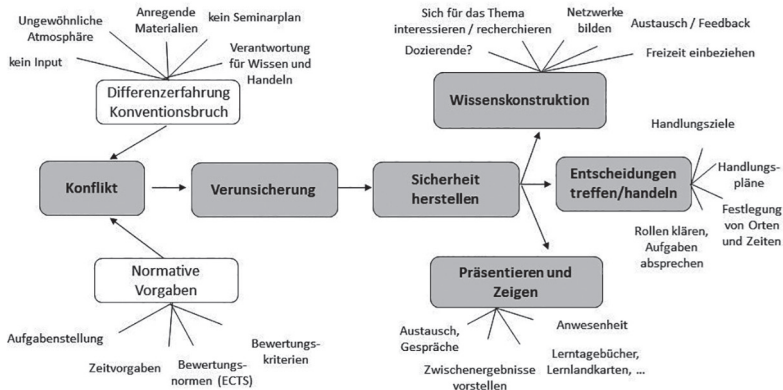 Ungewöhnliche
Atmosphäre
Anregende
Materialien
kein Seminarplan
kein Input
Verantwortung
für Wissen und
Handeln
Differenzerfahrung
Konventionsbruch
Sich für das Thema
interessieren / recherchieren
Netzwerke
bilden
Austausch / Feedback
Dozierende?
Freizeit einbeziehen
Wissenskonstruktion
Konflikt
Verunsicherung
Sicherheit
herstellen
Entscheidungen
treffen/handeln
Handlungsziele
Handlungs-
pläne
Festlegung
von Orten
und Zeiten
Rollen klären,
Aufgaben
absprechen
Normative
Vorgaben
Aufgabenstellung
Zeitvorgaben
Bewertungs-
normen (ECTS)
Bewertungs-
kriterien
Präsentieren und
Zeigen
Austausch,
Gespräche
Zwischenergebnisse
vorstellen
Anwesenheit
Lerntagebücher,
Lernlandkarten, ...